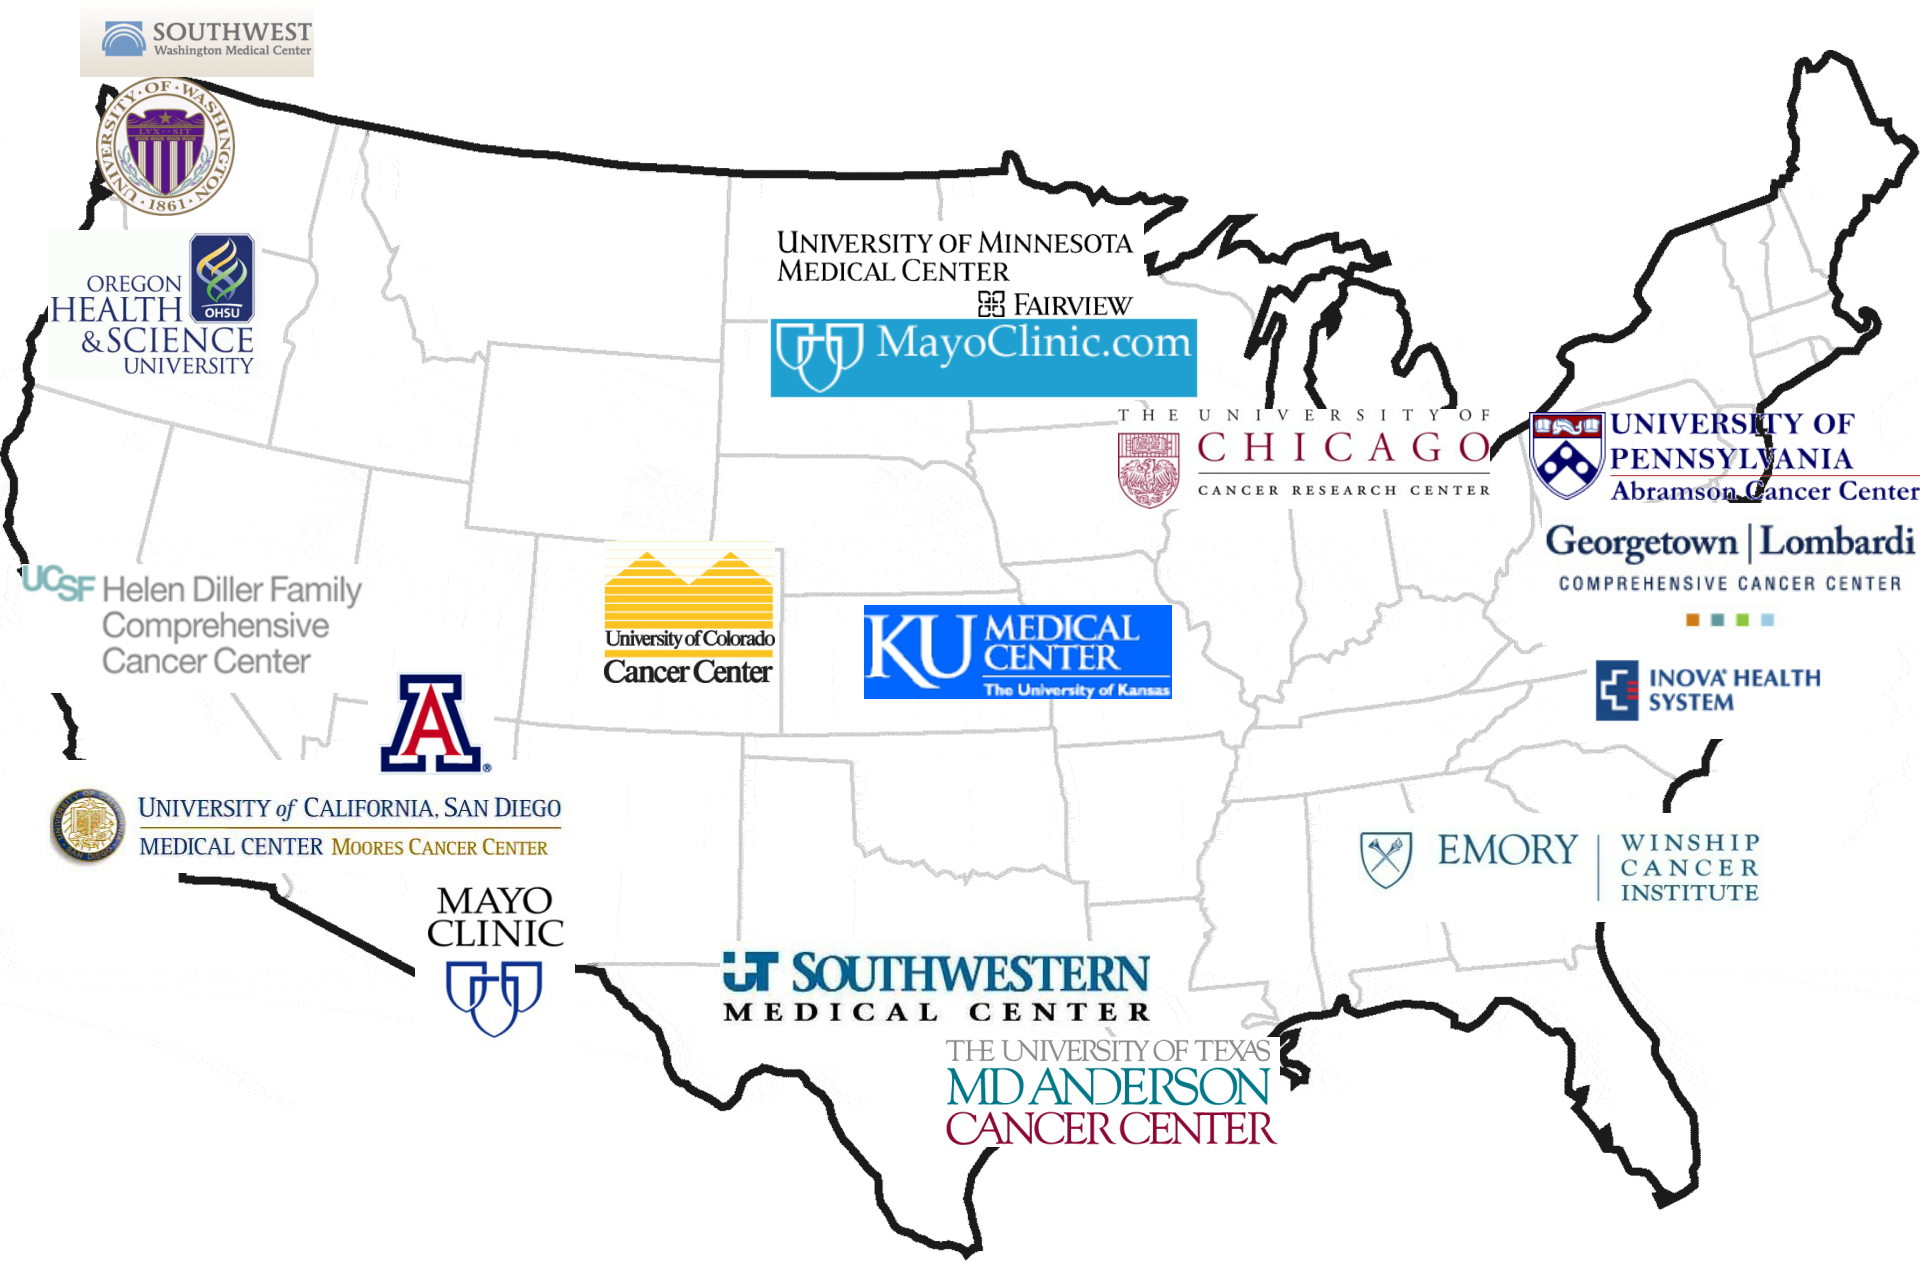 SOUTHWEST
Washington Medical Center
UNIVERSITY·OF·WASHINGTON
LVX SIT
1861
OREGON
HEALTH
OHSU
&SCIENCE
UNIVERSITY
UNIVERSITY OF MINNESOTA
MEDICAL CENTER
FAIRVIEW
MayoClinic.com
THE UNIVERSITY OF
CHICAGO
CANCER RESEARCH CENTER
UNIVERSITY OF
PENNSYLVANIA
Abramson Cancer Center
Georgetown | Lombardi
COMPREHENSIVE CANCER CENTER
INOVA® HEALTH
SYSTEM
UCSF Helen Diller Family
Comprehensive
Cancer Center
University of Colorado
Cancer Center
KU MEDICAL
CENTER
The University of Kansas
A®
UNIVERSITY of CALIFORNIA, SAN DIEGO
MEDICAL CENTER MOORES CANCER CENTER
MAYO
CLINIC
EMORY
WINSHIP
CANCER
INSTITUTE
UT SOUTHWESTERN
MEDICAL CENTER
THE UNIVERSITY OF TEXAS
MD ANDERSON
CANCER CENTER